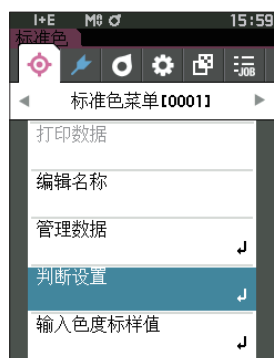 I+E M 15:59
标准色
JOB
标准色菜单[0001]
打印数据
编辑名称
管理数据
判断设置
输入色度标样值